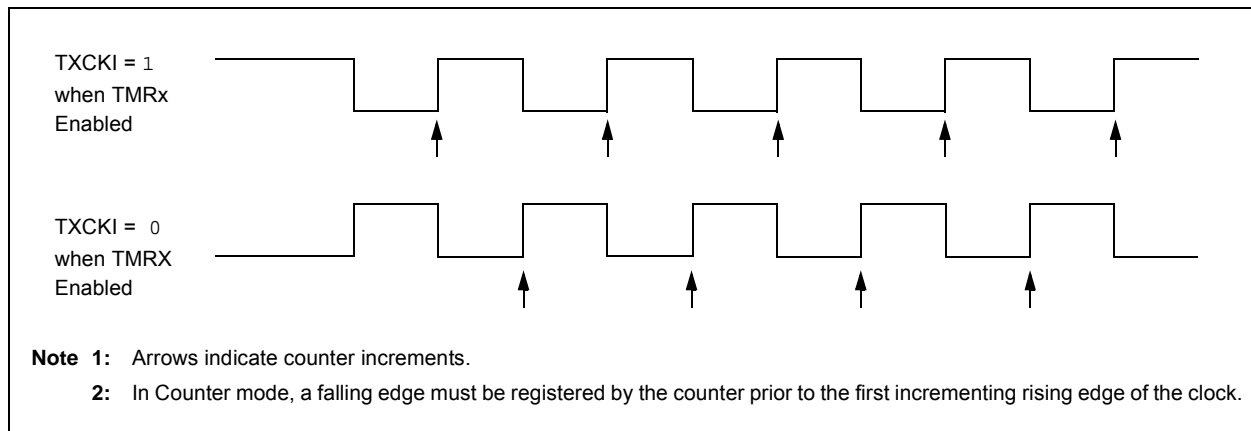 TXCKI = 1
when TMRx
Enabled
TXCKI = 0
when TMRX
Enabled
Note 1: Arrows indicate counter increments.
2: In Counter mode, a falling edge must be registered by the counter prior to the first incrementing rising edge of the clock.